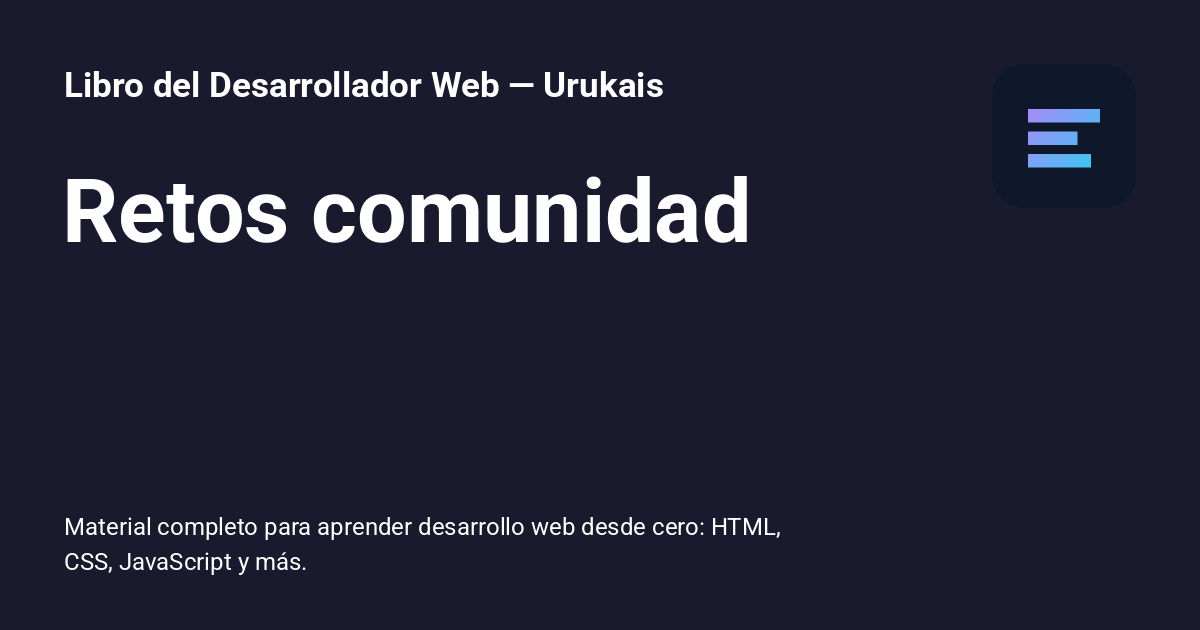 Libro del Desarrollador Web — Urukais
Retos comunidad
Material completo para aprender desarrollo web desde cero: HTML,
CSS, JavaScript y más.